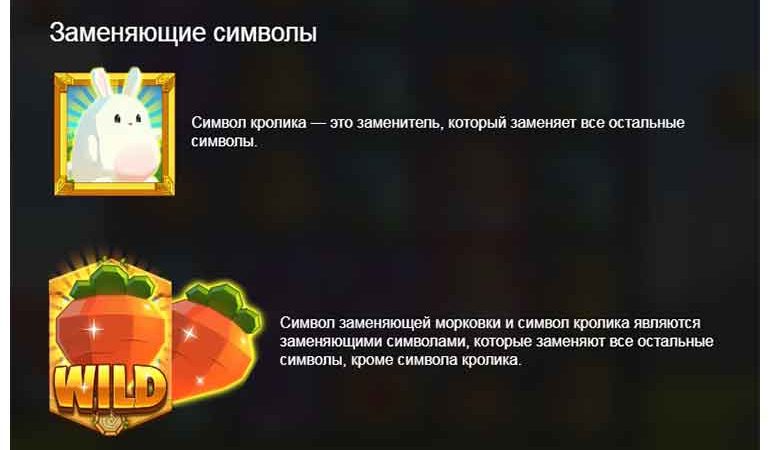 Заменяющие символы
Символ кролика — это заменитель, который заменяет все остальные
символы.
Символ заменяющей морковки и символ кролика являются
заменяющими символами, которые заменяют все остальные
символы, кроме символа кролика.
WILD